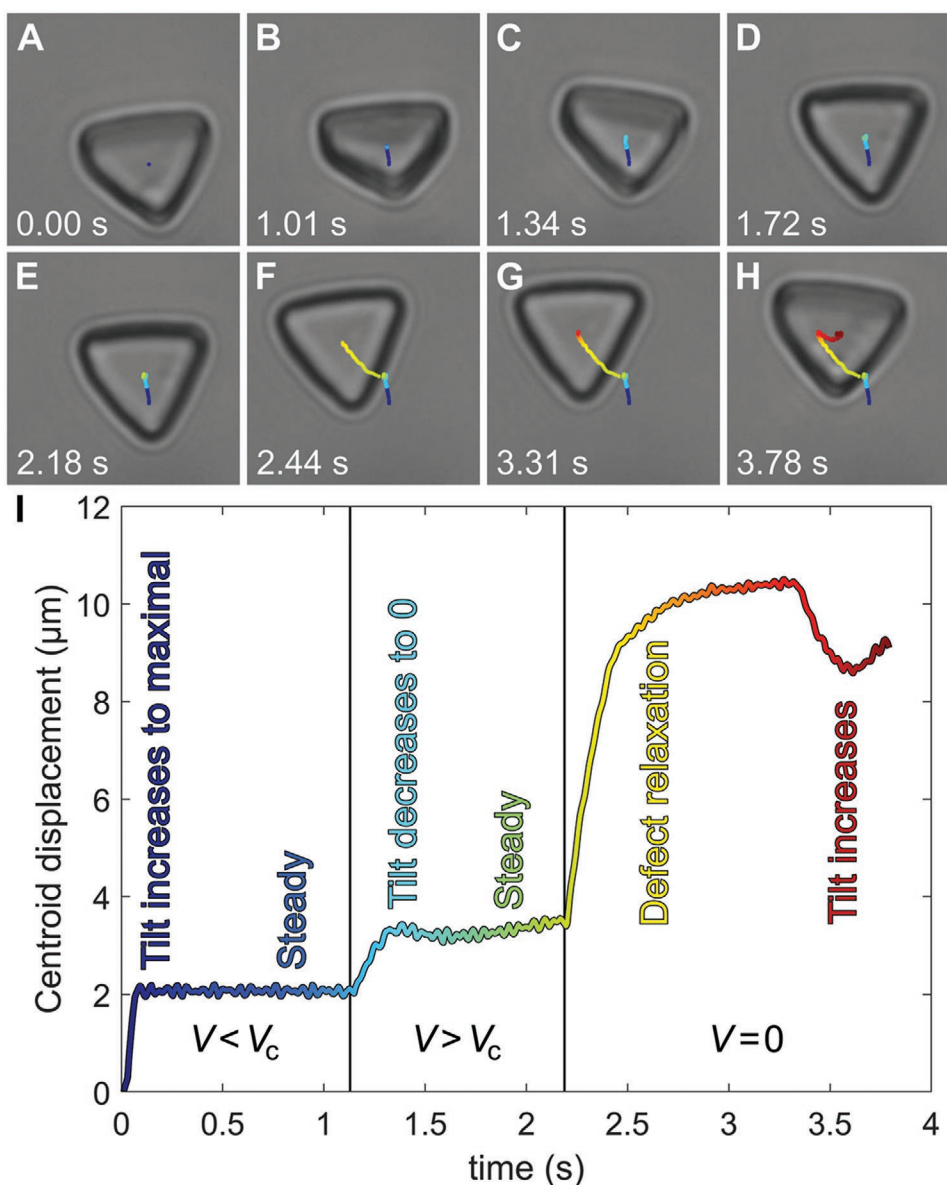 A
0.00 s
B
1.01 s
C
1.34 s
D
1.72 s
E
2.18 s
F
2.44 s
G
3.31 s
H
3.78 s
I
Centroid displacement (μm)
12
10
8
6
4
2
0
Tilt increases to maximal
Steady
Tilt decreases to 0
Steady
Defect relaxation
Tilt increases
V < Vc
V > Vc
V = 0
0 0.5 1 1.5 2 2.5 3 3.5 4
time (s)